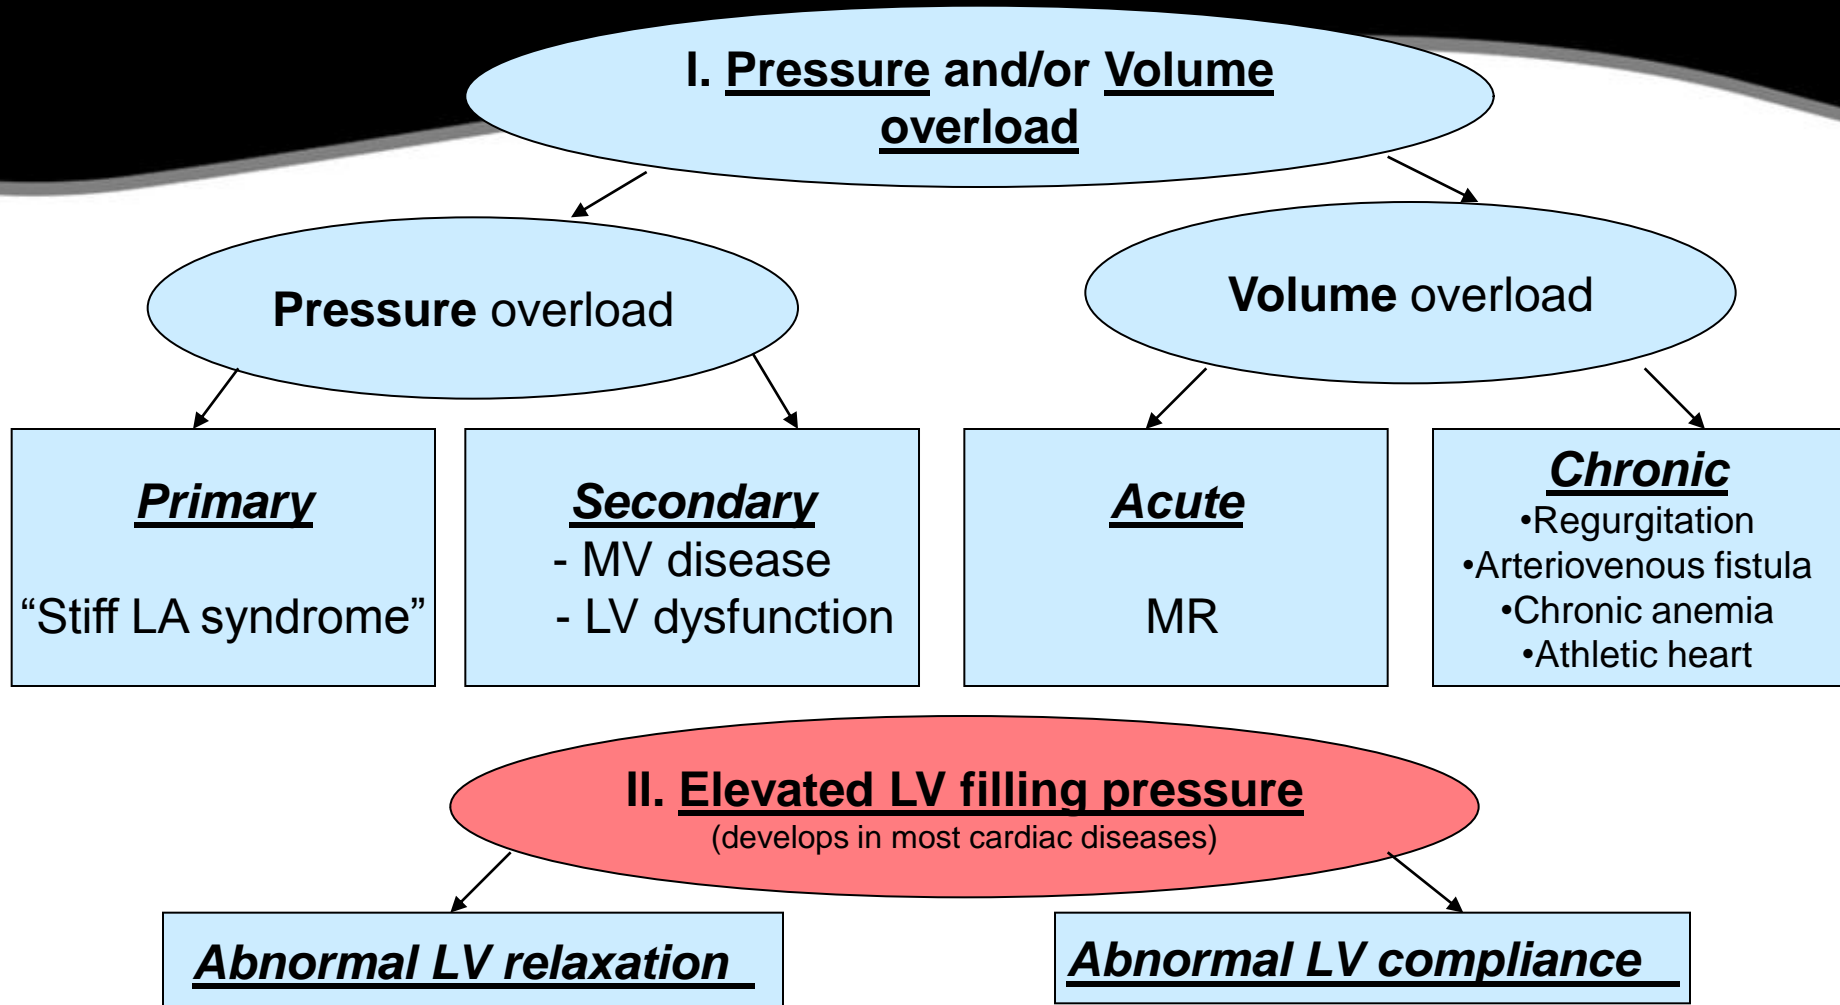 I. Pressure and/or Volume
overload
Pressure overload
Volume overload
Primary
“Stiff LA syndrome”
Secondary
- MV disease
- LV dysfunction
Acute
MR
Chronic
•Regurgitation
•Arteriovenous fistula
•Chronic anemia
•Athletic heart
II. Elevated LV filling pressure
(develops in most cardiac diseases)
Abnormal LV relaxation
Abnormal LV compliance